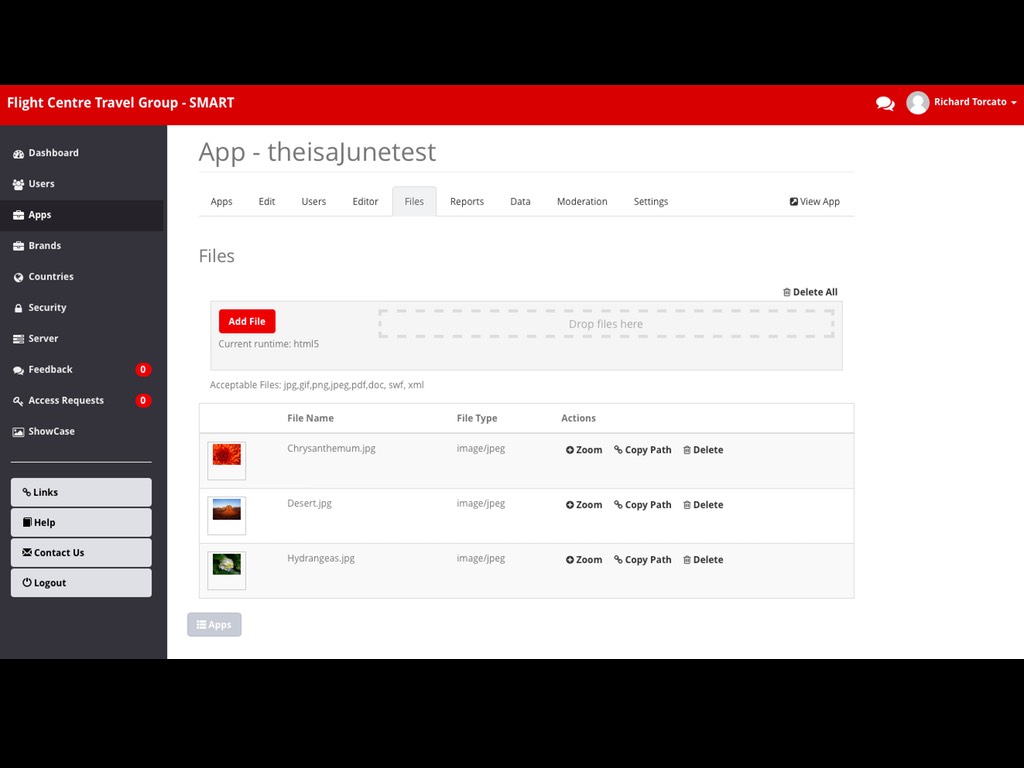 Flight Centre Travel Group - SMART
Richard Torcato
Dashboard
Users
Apps
Brands
Countries
Security
Server
Feedback 0
Access Requests 0
ShowCase
Links
Help
Contact Us
Logout
App - theisaJunetest
Apps Edit Users Editor Files Reports Data Moderation Settings View App
Files
Delete All
Add File
Drop files here
Current runtime: html5
Acceptable Files: jpg,gif,png,jpeg,pdf,doc, swf, xml
File Name File Type Actions
Chrysanthemum.jpg image/jpeg Zoom Copy Path Delete
Desert.jpg image/jpeg Zoom Copy Path Delete
Hydrangeas.jpg image/jpeg Zoom Copy Path Delete
Apps